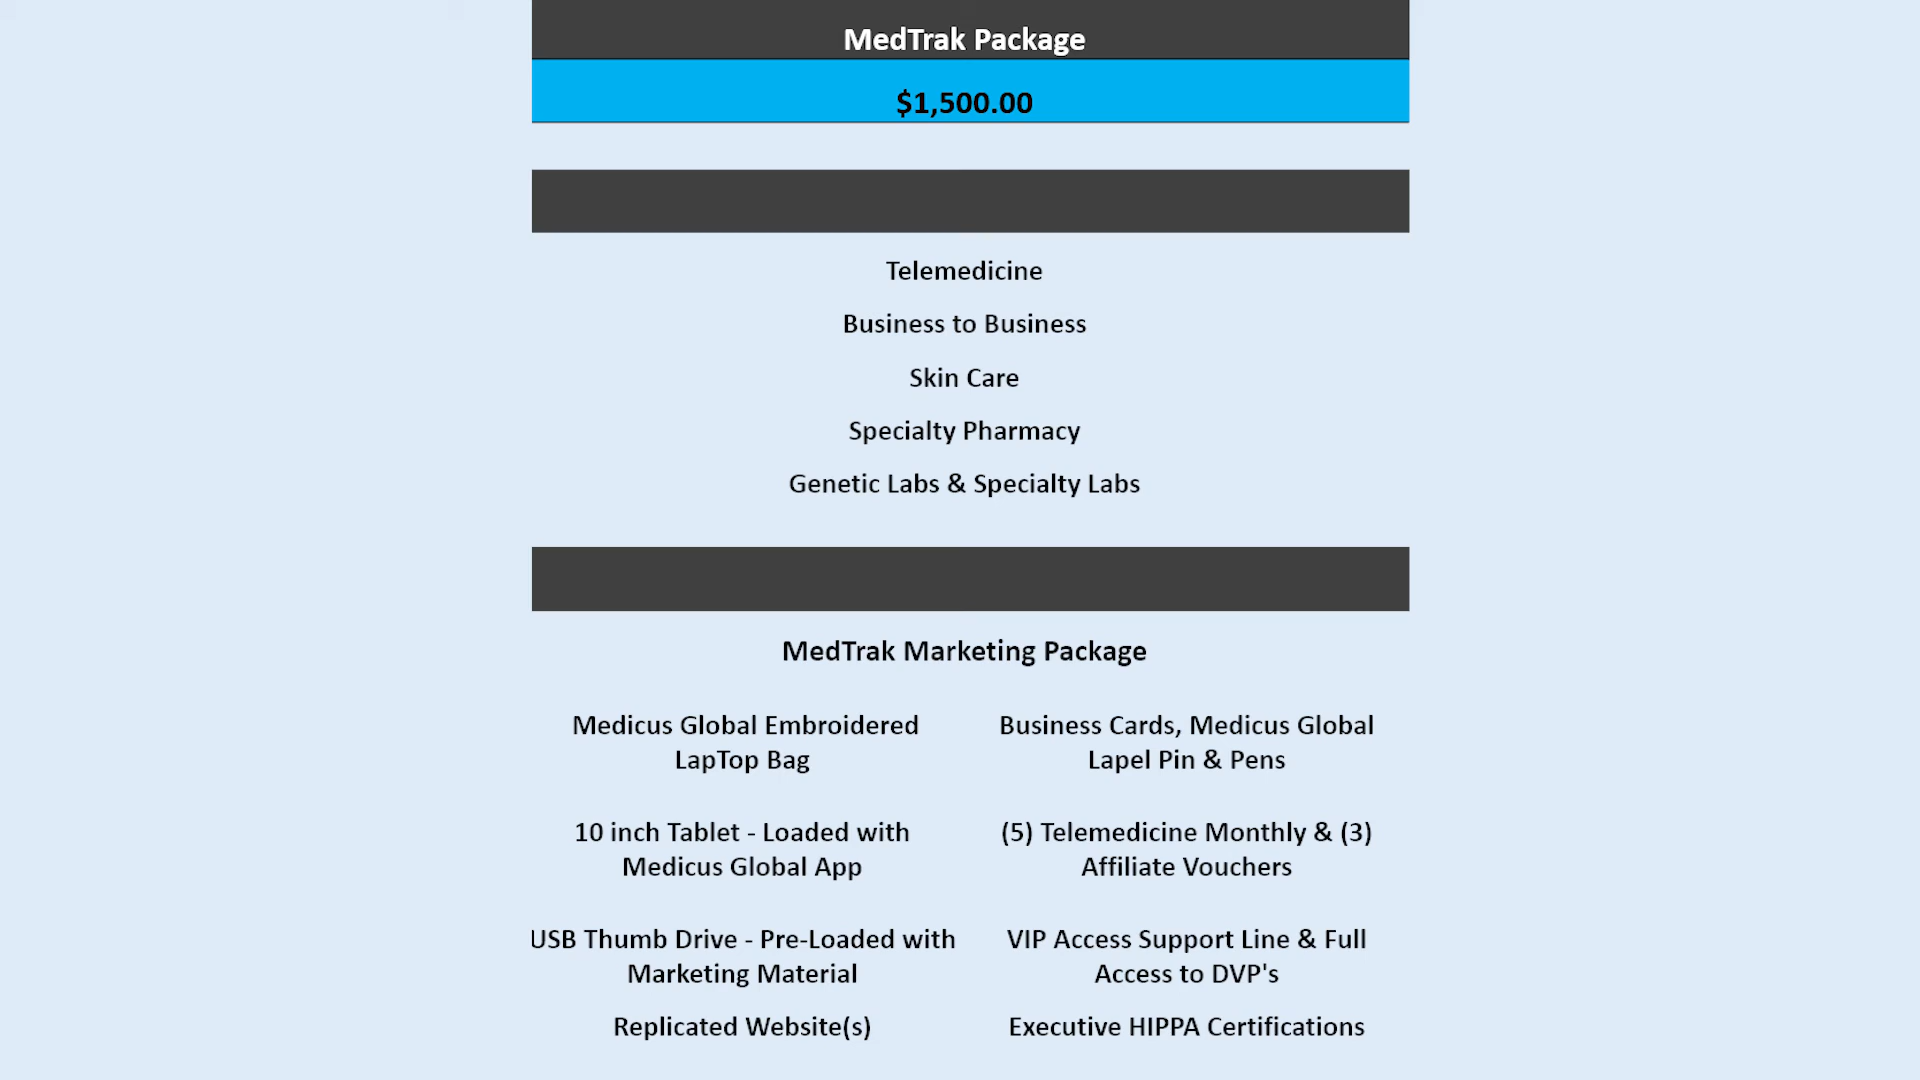 MedTrak Package
$1,500.00
Telemedicine
Business to Business
Skin Care
Specialty Pharmacy
Genetic Labs & Specialty Labs
MedTrak Marketing Package
Medicus Global Embroidered
LapTop Bag
Business Cards, Medicus Global
Lapel Pin & Pens
10 inch Tablet - Loaded with
Medicus Global App
(5) Telemedicine Monthly & (3)
Affiliate Vouchers
USB Thumb Drive - Pre-Loaded with
Marketing Material
VIP Access Support Line & Full
Access to DVP's
Replicated Website(s)
Executive HIPPA Certifications